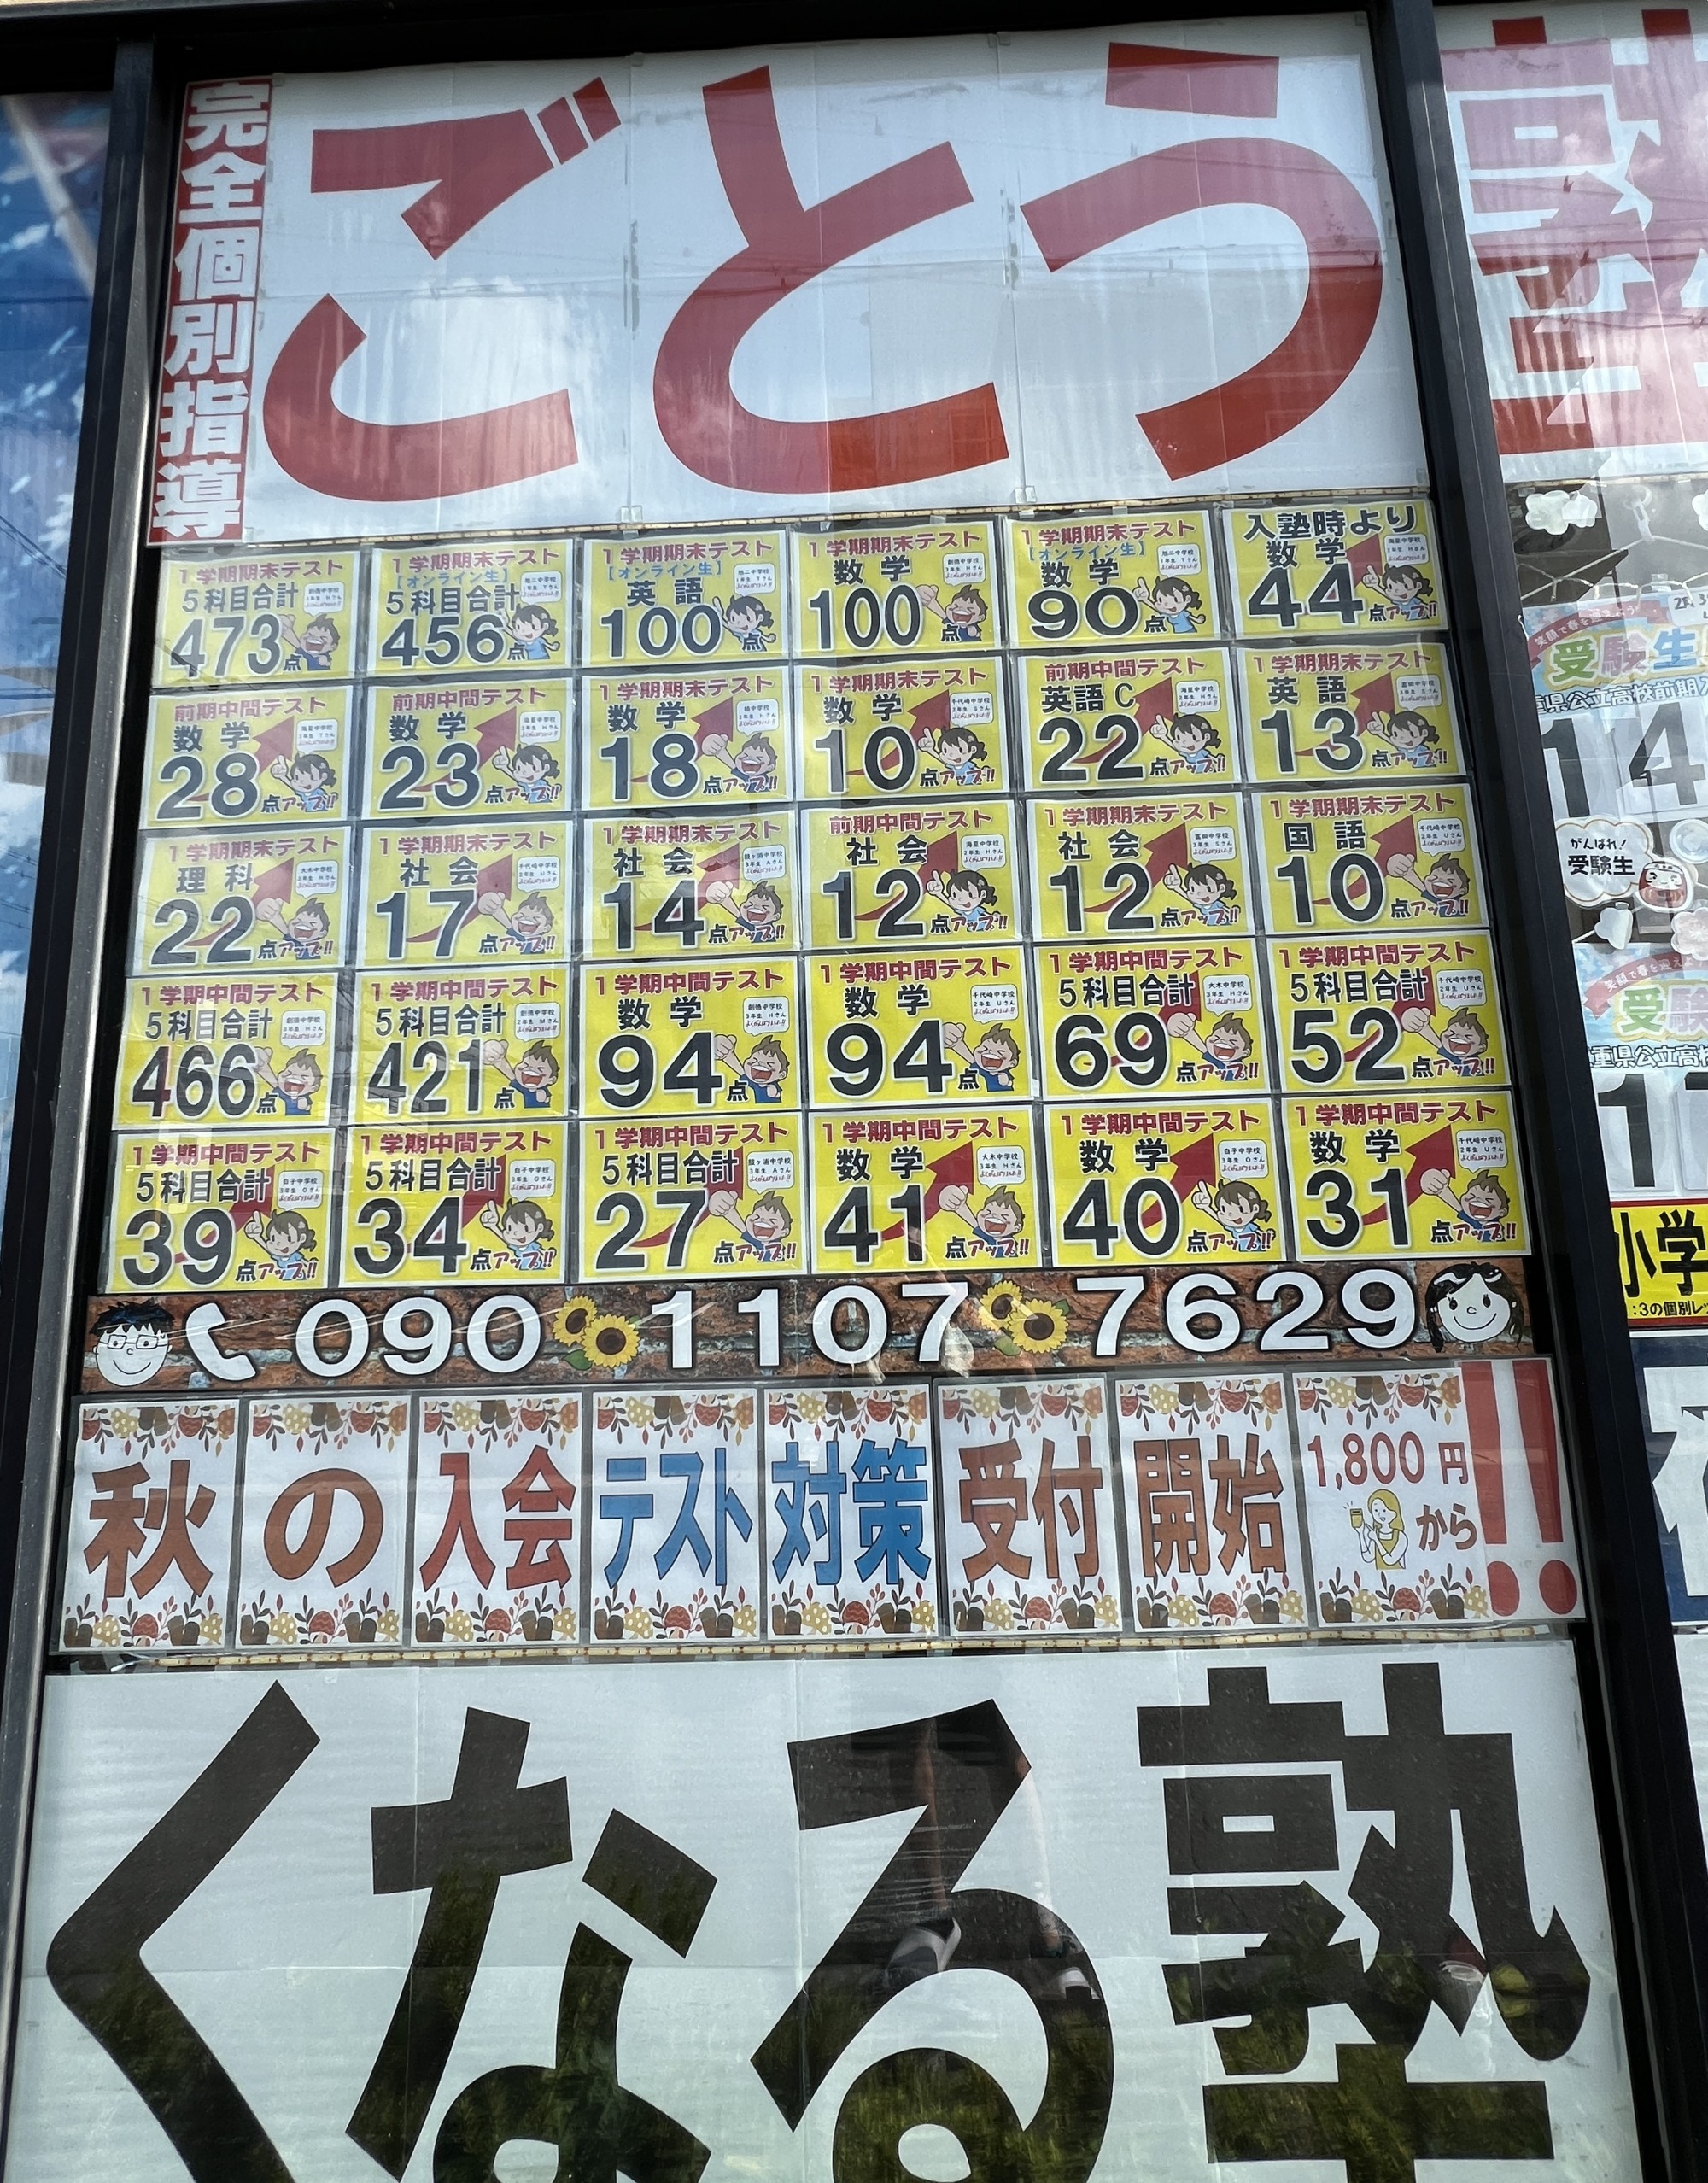 完全個別指導
ごとう塾
1学期期末テスト
5科目合計
473点
1学期期末テスト
【オンライン生】
5科目合計
456点
1学期期末テスト
【オンライン生】
英語
100点
1学期期末テスト
数学
100点
1学期期末テスト
【オンライン生】
数学
90点
入塾時より
数学
44点アップ!!
前期中間テスト
数学
28点アップ!!
前期中間テスト
数学
23点アップ!!
1学期期末テスト
数学
18点アップ!!
1学期期末テスト
数学
10点アップ!!
前期中間テスト
英語C
22点アップ!!
1学期期末テスト
英語
13点アップ!!
1学期期末テスト
理科
22点アップ!!
1学期期末テスト
社会
17点アップ!!
1学期期末テスト
社会
14点アップ!!
前期中間テスト
社会
12点アップ!!
1学期期末テスト
社会
12点アップ!!
1学期期末テスト
国語
10点アップ!!
1学期中間テスト
5科目合計
466点
1学期中間テスト
5科目合計
421点
1学期中間テスト
数学
94点
1学期中間テスト
数学
94点
1学期中間テスト
5科目合計
69点アップ!!
1学期中間テスト
5科目合計
52点アップ!!
1学期中間テスト
5科目合計
39点アップ!!
1学期中間テスト
5科目合計
34点アップ!!
1学期中間テスト
5科目合計
27点アップ!!
1学期中間テスト
数学
41点アップ!!
1学期中間テスト
数学
40点アップ!!
1学期中間テスト
数学
31点アップ!!
090 1107 7629
秋の入会テスト対策受付開始1,800円から!!
くなる塾
受験生
がんばれ!
受験生
小学